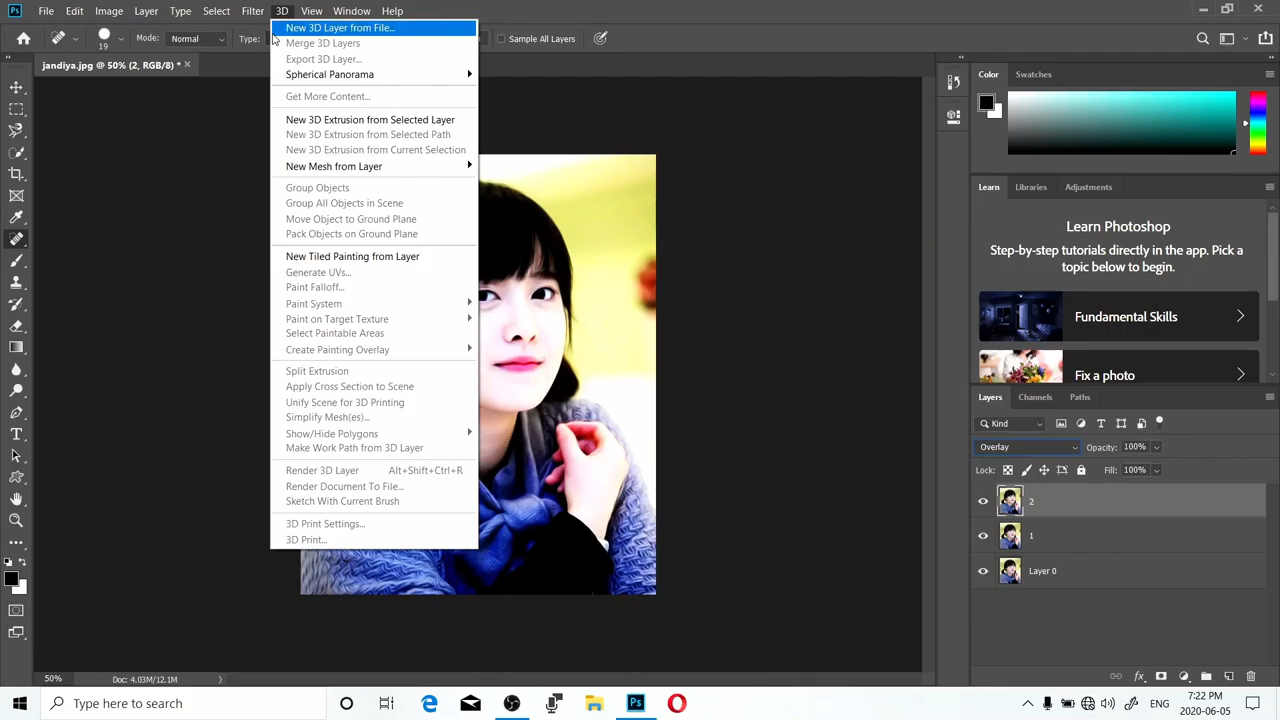 Ps File Edit Image Layer Type Select Filter 3D View Window Help
19 Mode: Normal Type: Sample All Layers
jandiya.jpg @ 50% (2, RGB/8) *
New 3D Layer from File...
Merge 3D Layers
Export 3D Layer...
Spherical Panorama
Get More Content...
New 3D Extrusion from Selected Layer
New 3D Extrusion from Selected Path
New 3D Extrusion from Current Selection
New Mesh from Layer
Group Objects
Group All Objects in Scene
Move Object to Ground Plane
Pack Objects on Ground Plane
New Tiled Painting from Layer
Generate UVs...
Paint Falloff...
Paint System
Paint on Target Texture
Select Paintable Areas
Create Painting Overlay
Split Extrusion
Apply Cross Section to Scene
Unify Scene for 3D Printing
Simplify Mesh(es)...
Show/Hide Polygons
Make Work Path from 3D Layer
Render 3D Layer Alt+Shift+Ctrl+R
Render Document To File...
Sketch With Current Brush
3D Print Settings...
3D Print...
Color Swatches
Learn Libraries Adjustments
Learn Photoshop
Step-by-step tutorials directly in the app. Pick a
topic below to begin.
Fundamental Skills
Fix a photo
Layers Channels Paths
Kind
Overlay Opacity: 100%
Lock: Fill: 100%
2
1
Layer 0
fx
50% Doc: 4.03M/12.1M
Type here to search
Ps
7:22 PM
2020-06-05